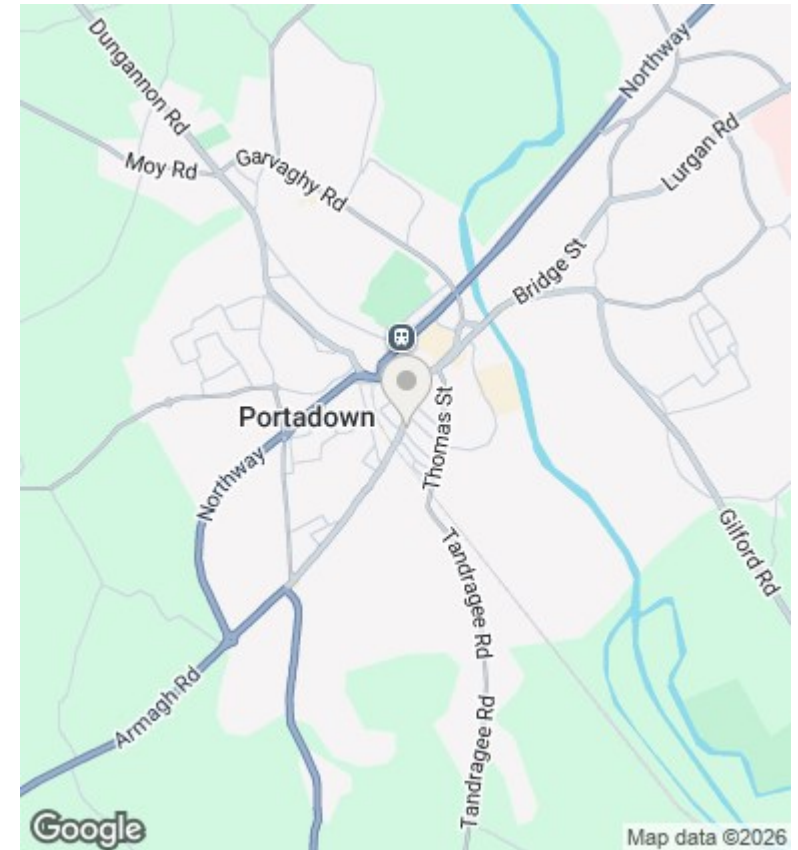 Dungannon Rd
Northway
Moy Rd
Garvaghy Rd
Lurgan Rd
Bridge St
Portadown
Thomas St
Northway
Gilford Rd
Tandragee Rd
Armagh Rd
Tandragee Rd
Google
Map data ©2026